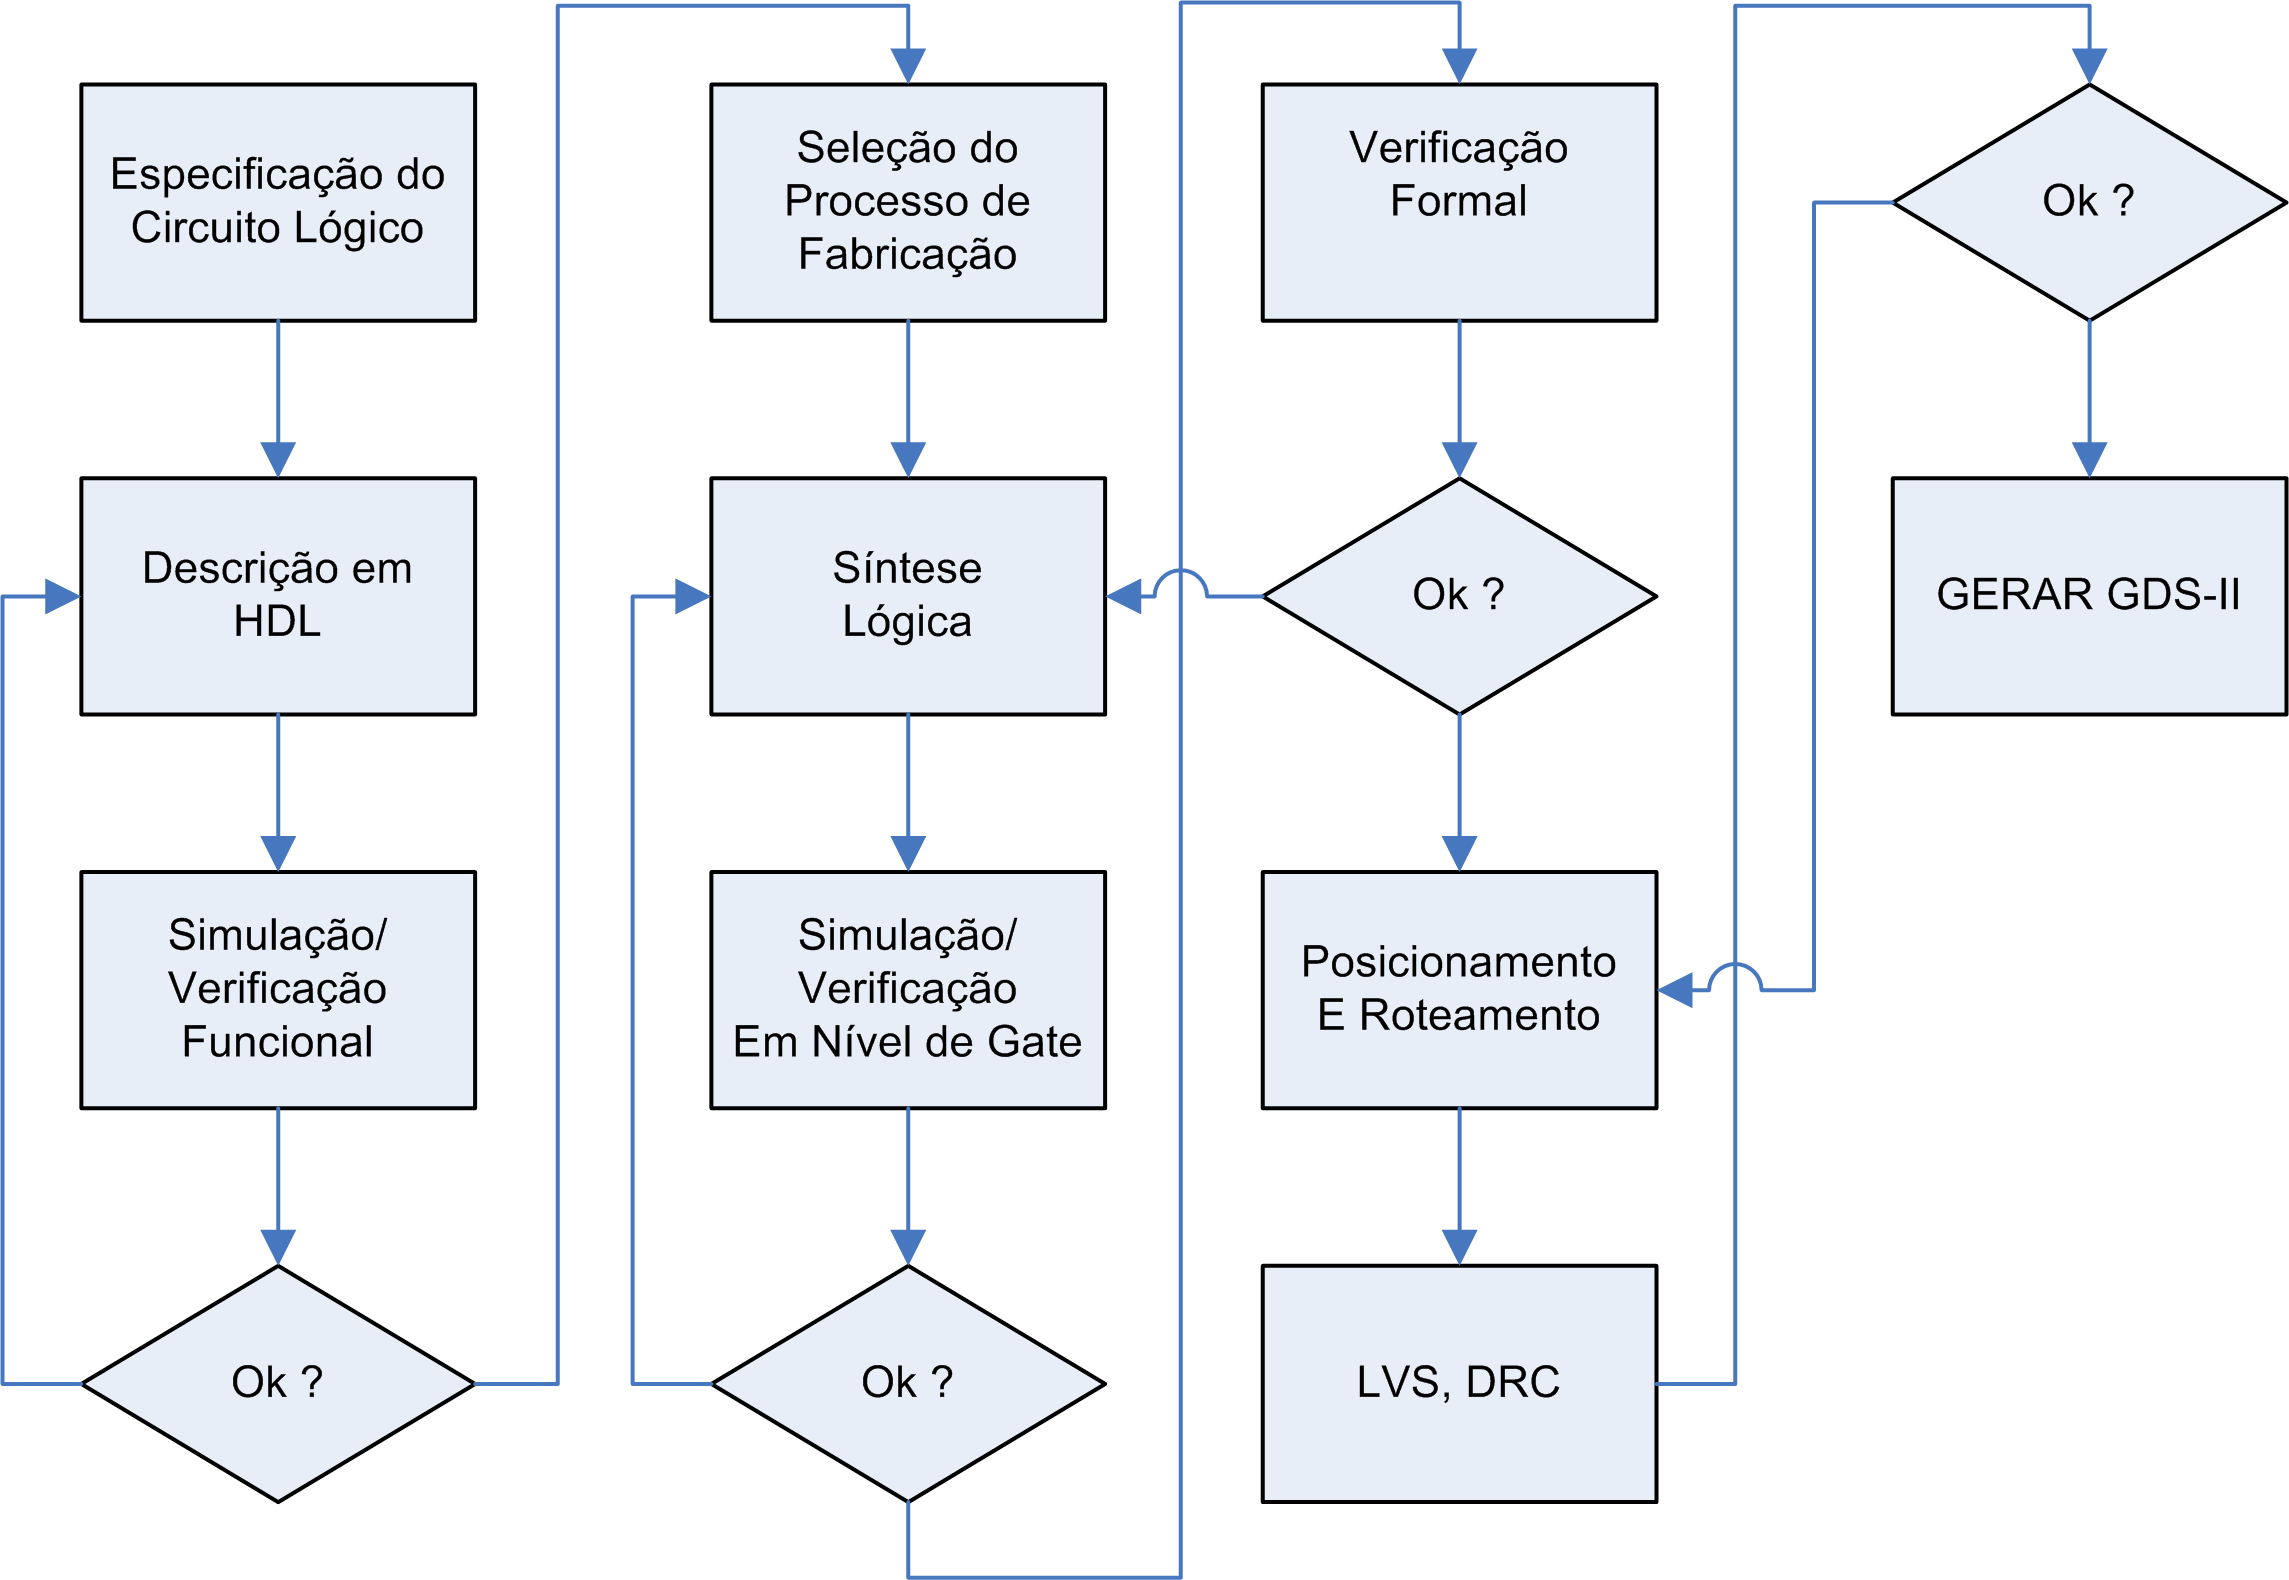 Especificação do
Circuito Lógico
Descrição em
HDL
Simulação/
Verificação
Funcional
Ok ?
Seleção do
Processo de
Fabricação
Síntese
Lógica
Simulação/
Verificação
Em Nível de Gate
Ok ?
Verificação
Formal
Ok ?
Posicionamento
E Roteamento
LVS, DRC
Ok ?
GERAR GDS-II